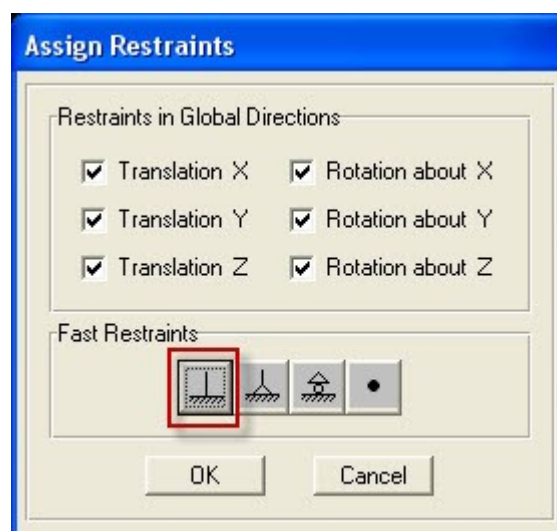 Assign Restraints
Restraints in Global Directions
Translation X Rotation about X
Translation Y Rotation about Y
Translation Z Rotation about Z
Fast Restraints
OK Cancel